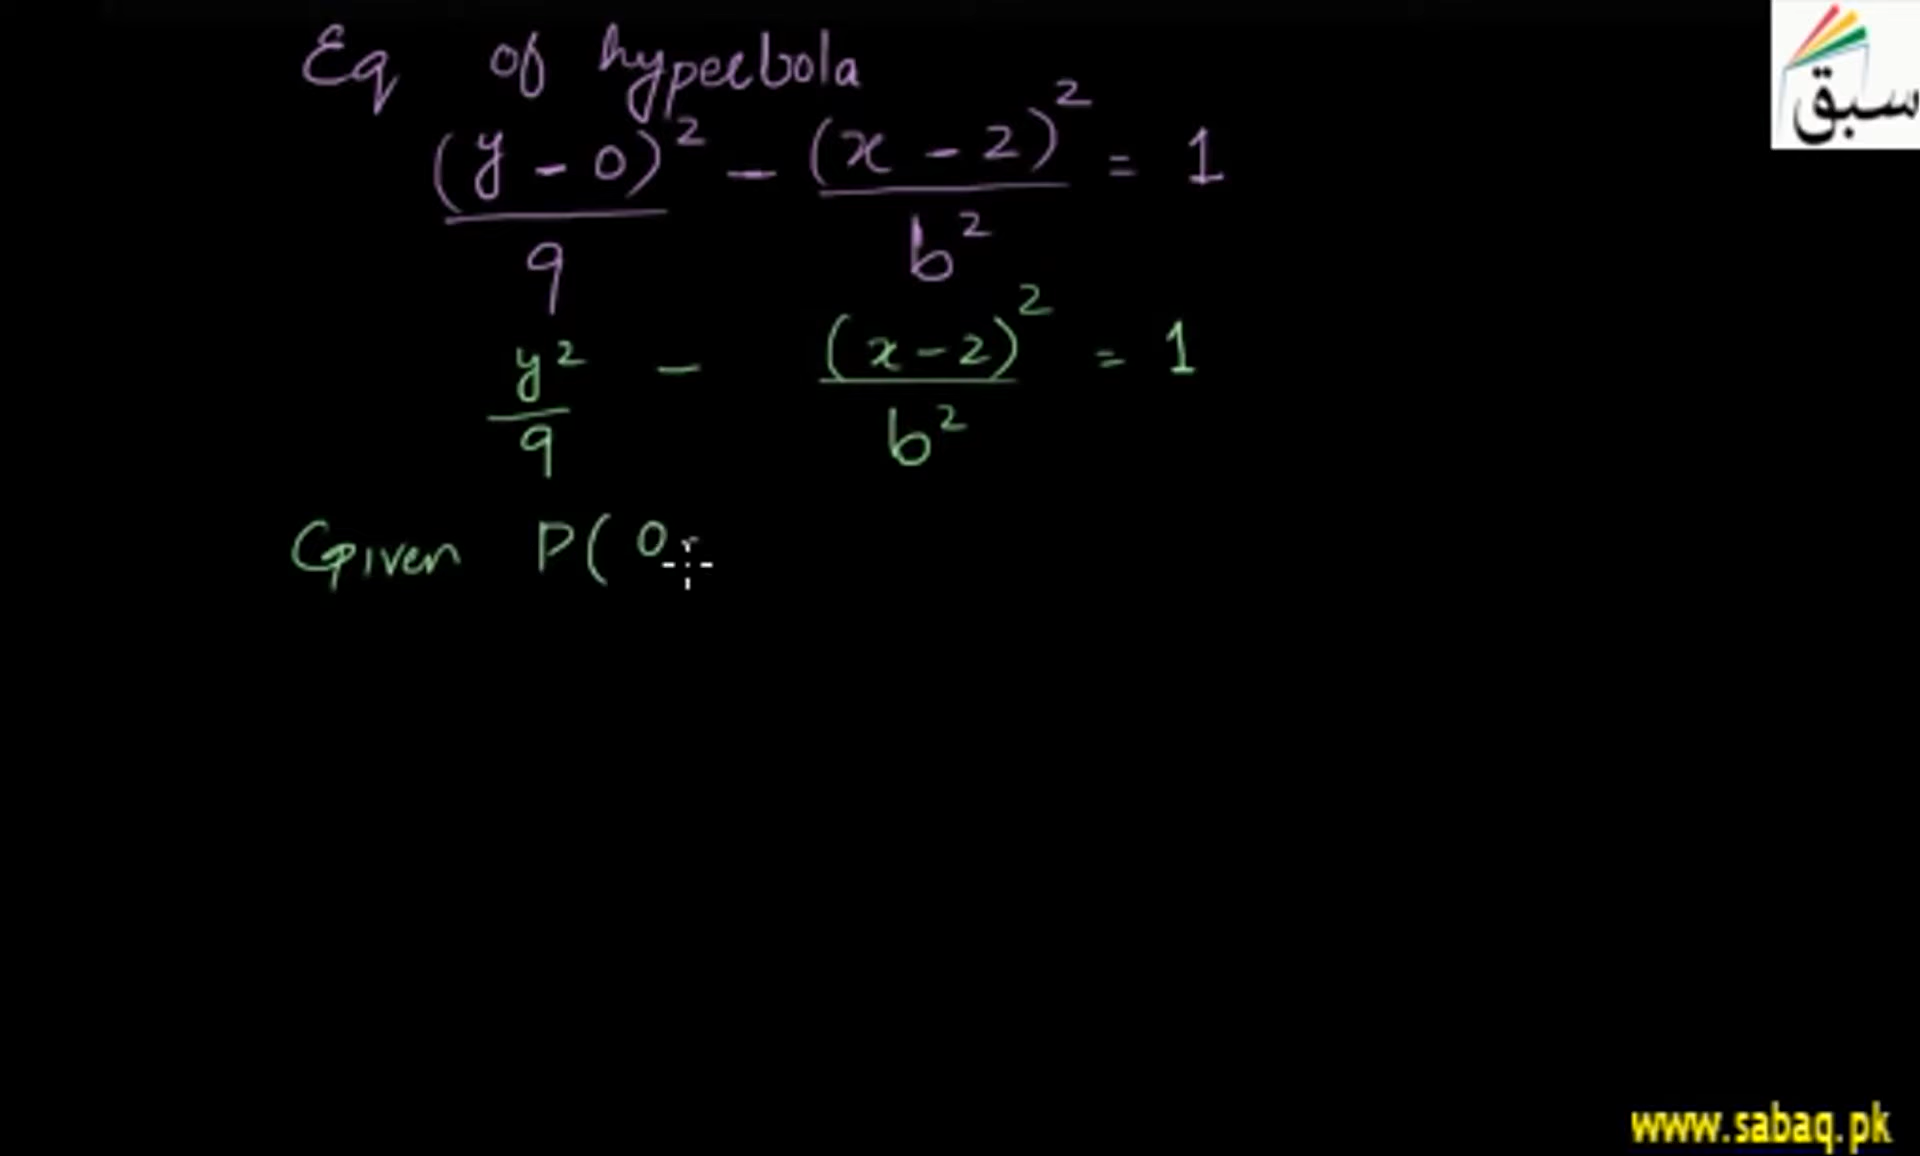 Eq of hyperbola
(y - 0)² / 9 - (x - 2)² / b² = 1
y² / 9 - (x - 2)² / b² = 1
Given P( 0
سبق
www.sabaq.pk